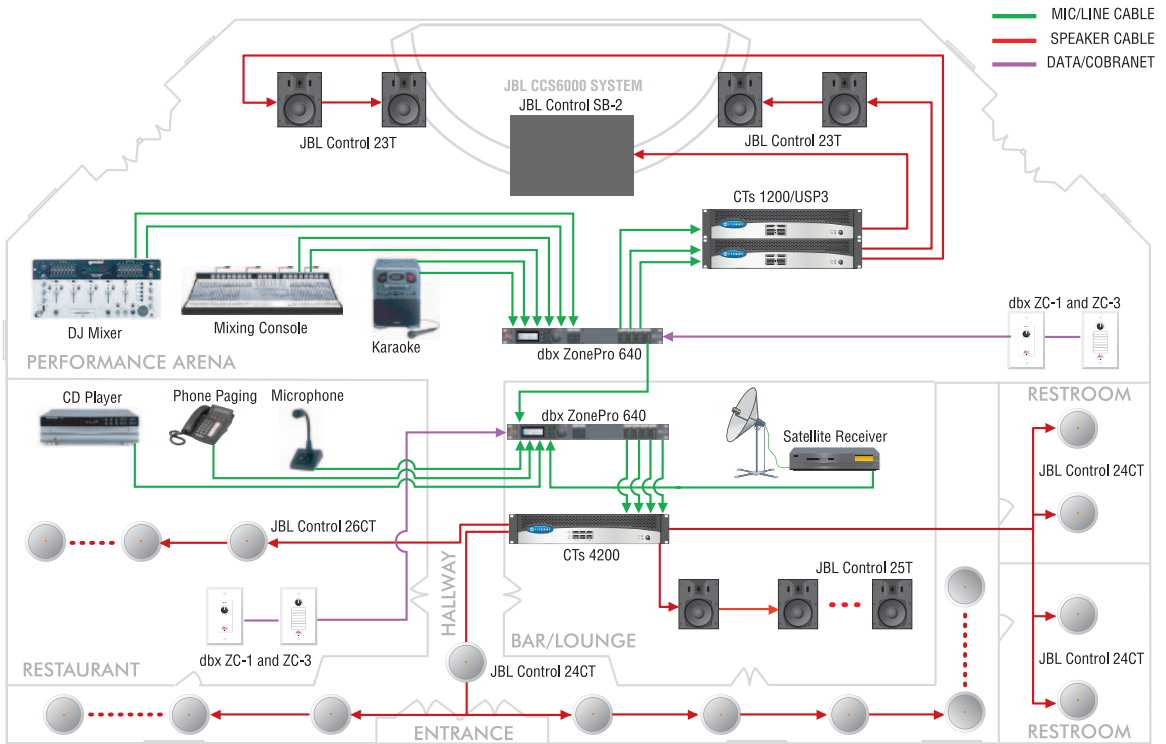 MIC/LINE CABLE
SPEAKER CABLE
DATA/COBRANET
JBL CCS6000 SYSTEM
JBL Control SB-2
JBL Control 23T
JBL Control 23T
CTs 1200/USP3
DJ Mixer
Mixing Console
Karaoke
dbx ZonePro 640
dbx ZC-1 and ZC-3
PERFORMANCE ARENA
CD Player
Phone Paging
Microphone
dbx ZonePro 640
Satellite Receiver
RESTROOM
JBL Control 24CT
JBL Control 26CT
CTs 4200
JBL Control 25T
HALLWAY
BAR/LOUNGE
dbx ZC-1 and ZC-3
RESTAURANT
JBL Control 24CT
JBL Control 24CT
ENTRANCE
RESTROOM